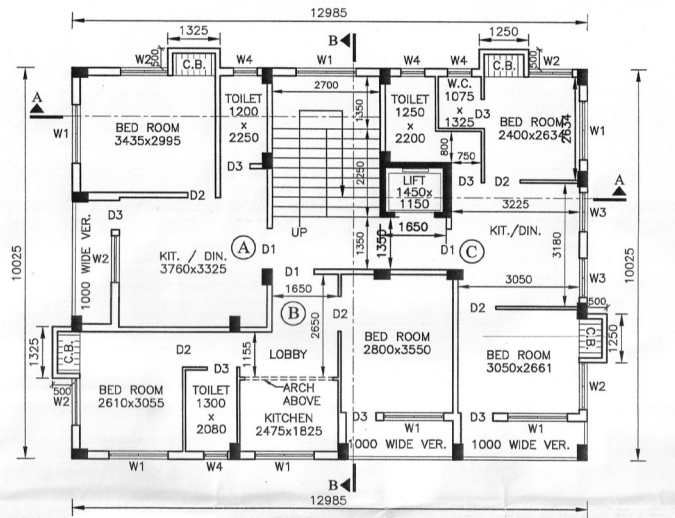 12985
1325
B
1250
500
W2
C.B.
W4
W1
W4
W4
C.B.
500
W2
A
W1
BED ROOM
3435x2995
TOILET
1200
x
2250
2700
1350
TOILET
1250
x
2200
W.C.
1075
x
1325
D3
BED ROOM
2400x2634
2634
W1
800
750
D3
2250
LIFT
1450x
1150
D3
A
D2
D2
3225
W3
10025
1000 WIDE VER.
D3
UP
1350
1350
1650
KIT./DIN.
3180
10025
A
D1
D1
C
W2
KIT. / DIN.
3760x3325
D1
3050
W3
1650
B
D2
500
1325
C.B.
2650
D2
BED ROOM
2800x3550
C.B.
1250
D2
1155
LOBBY
BED ROOM
3050x2661
500
W2
BED ROOM
2610x3055
D3
TOILET
1300
x
2080
ARCH
ABOVE
KITCHEN
2475x1825
D3
W1
D3
W1
W2
1000 WIDE VER.
1000 WIDE VER.
W1
W4
W1
B
12985